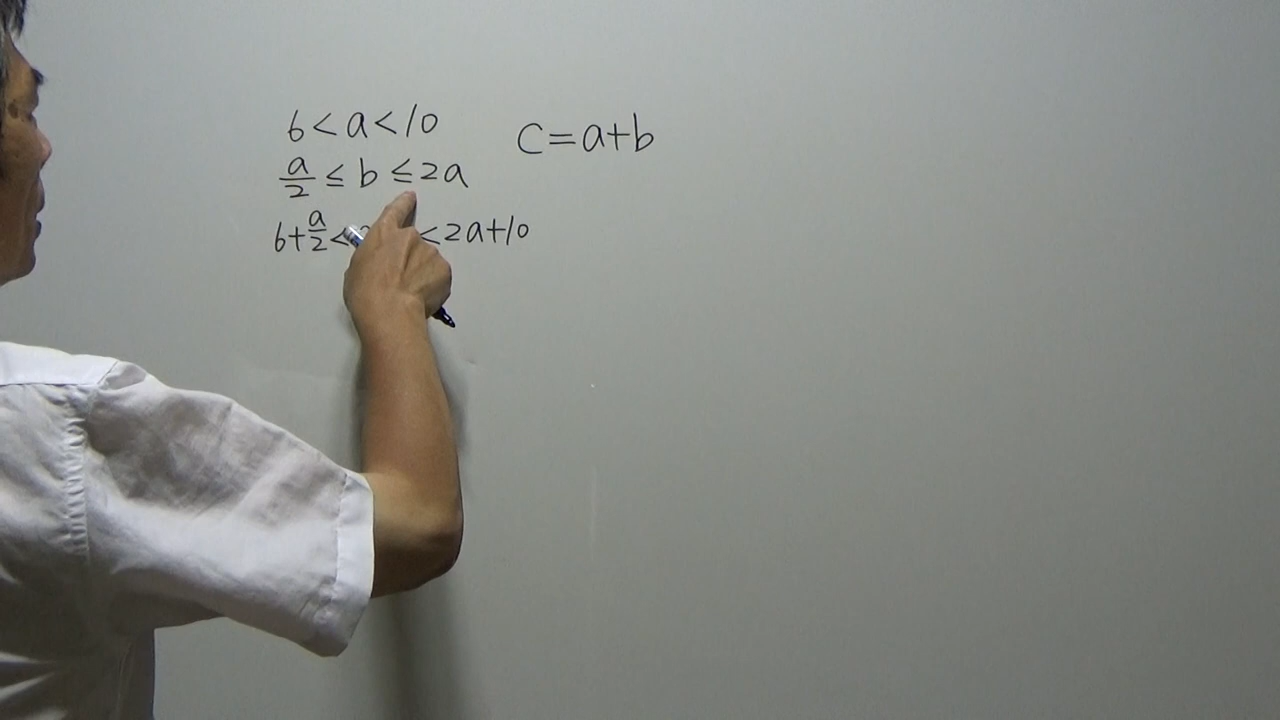 6<a<10
a/2 ≤ b ≤ 2a
6+a/2< <2a+10
C=a+b